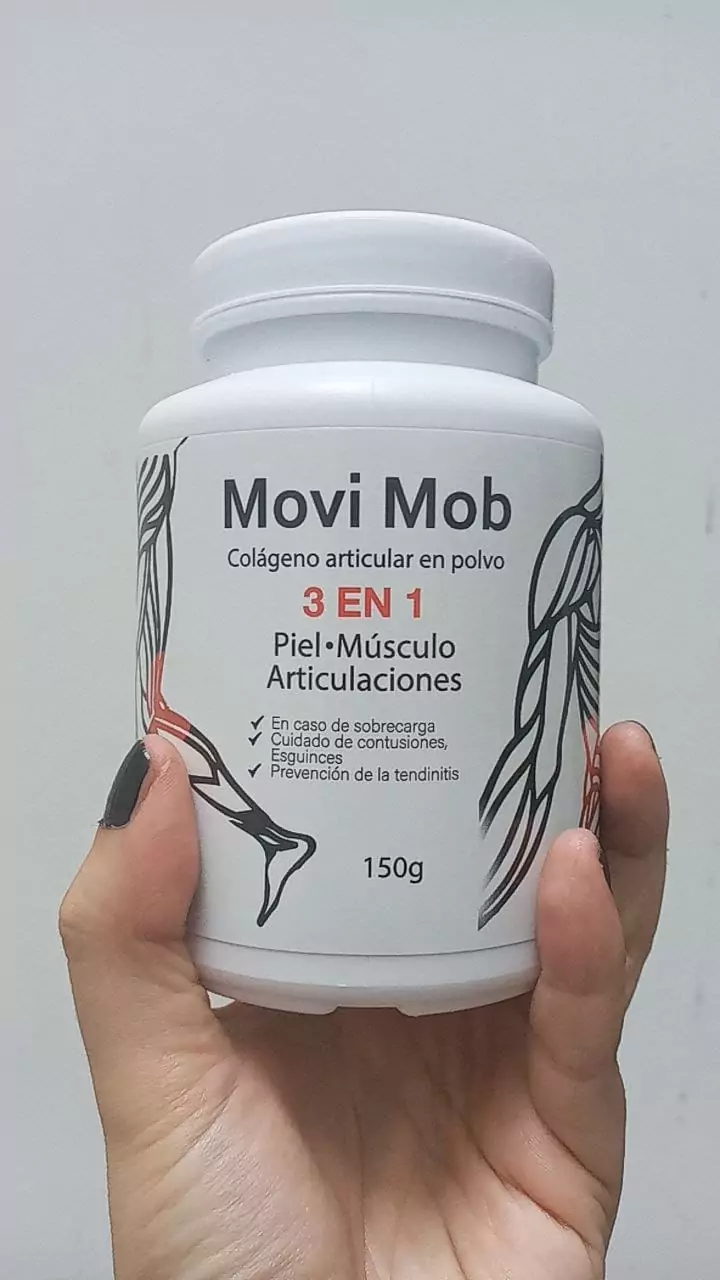 Movi Mob
Colágeno articular en polvo
3 EN 1
Piel•Músculo
Articulaciones
✓ En caso de sobrecarga
✓ Cuidado de contusiones,
Esguinces
✓ Prevención de la tendinitis
150g